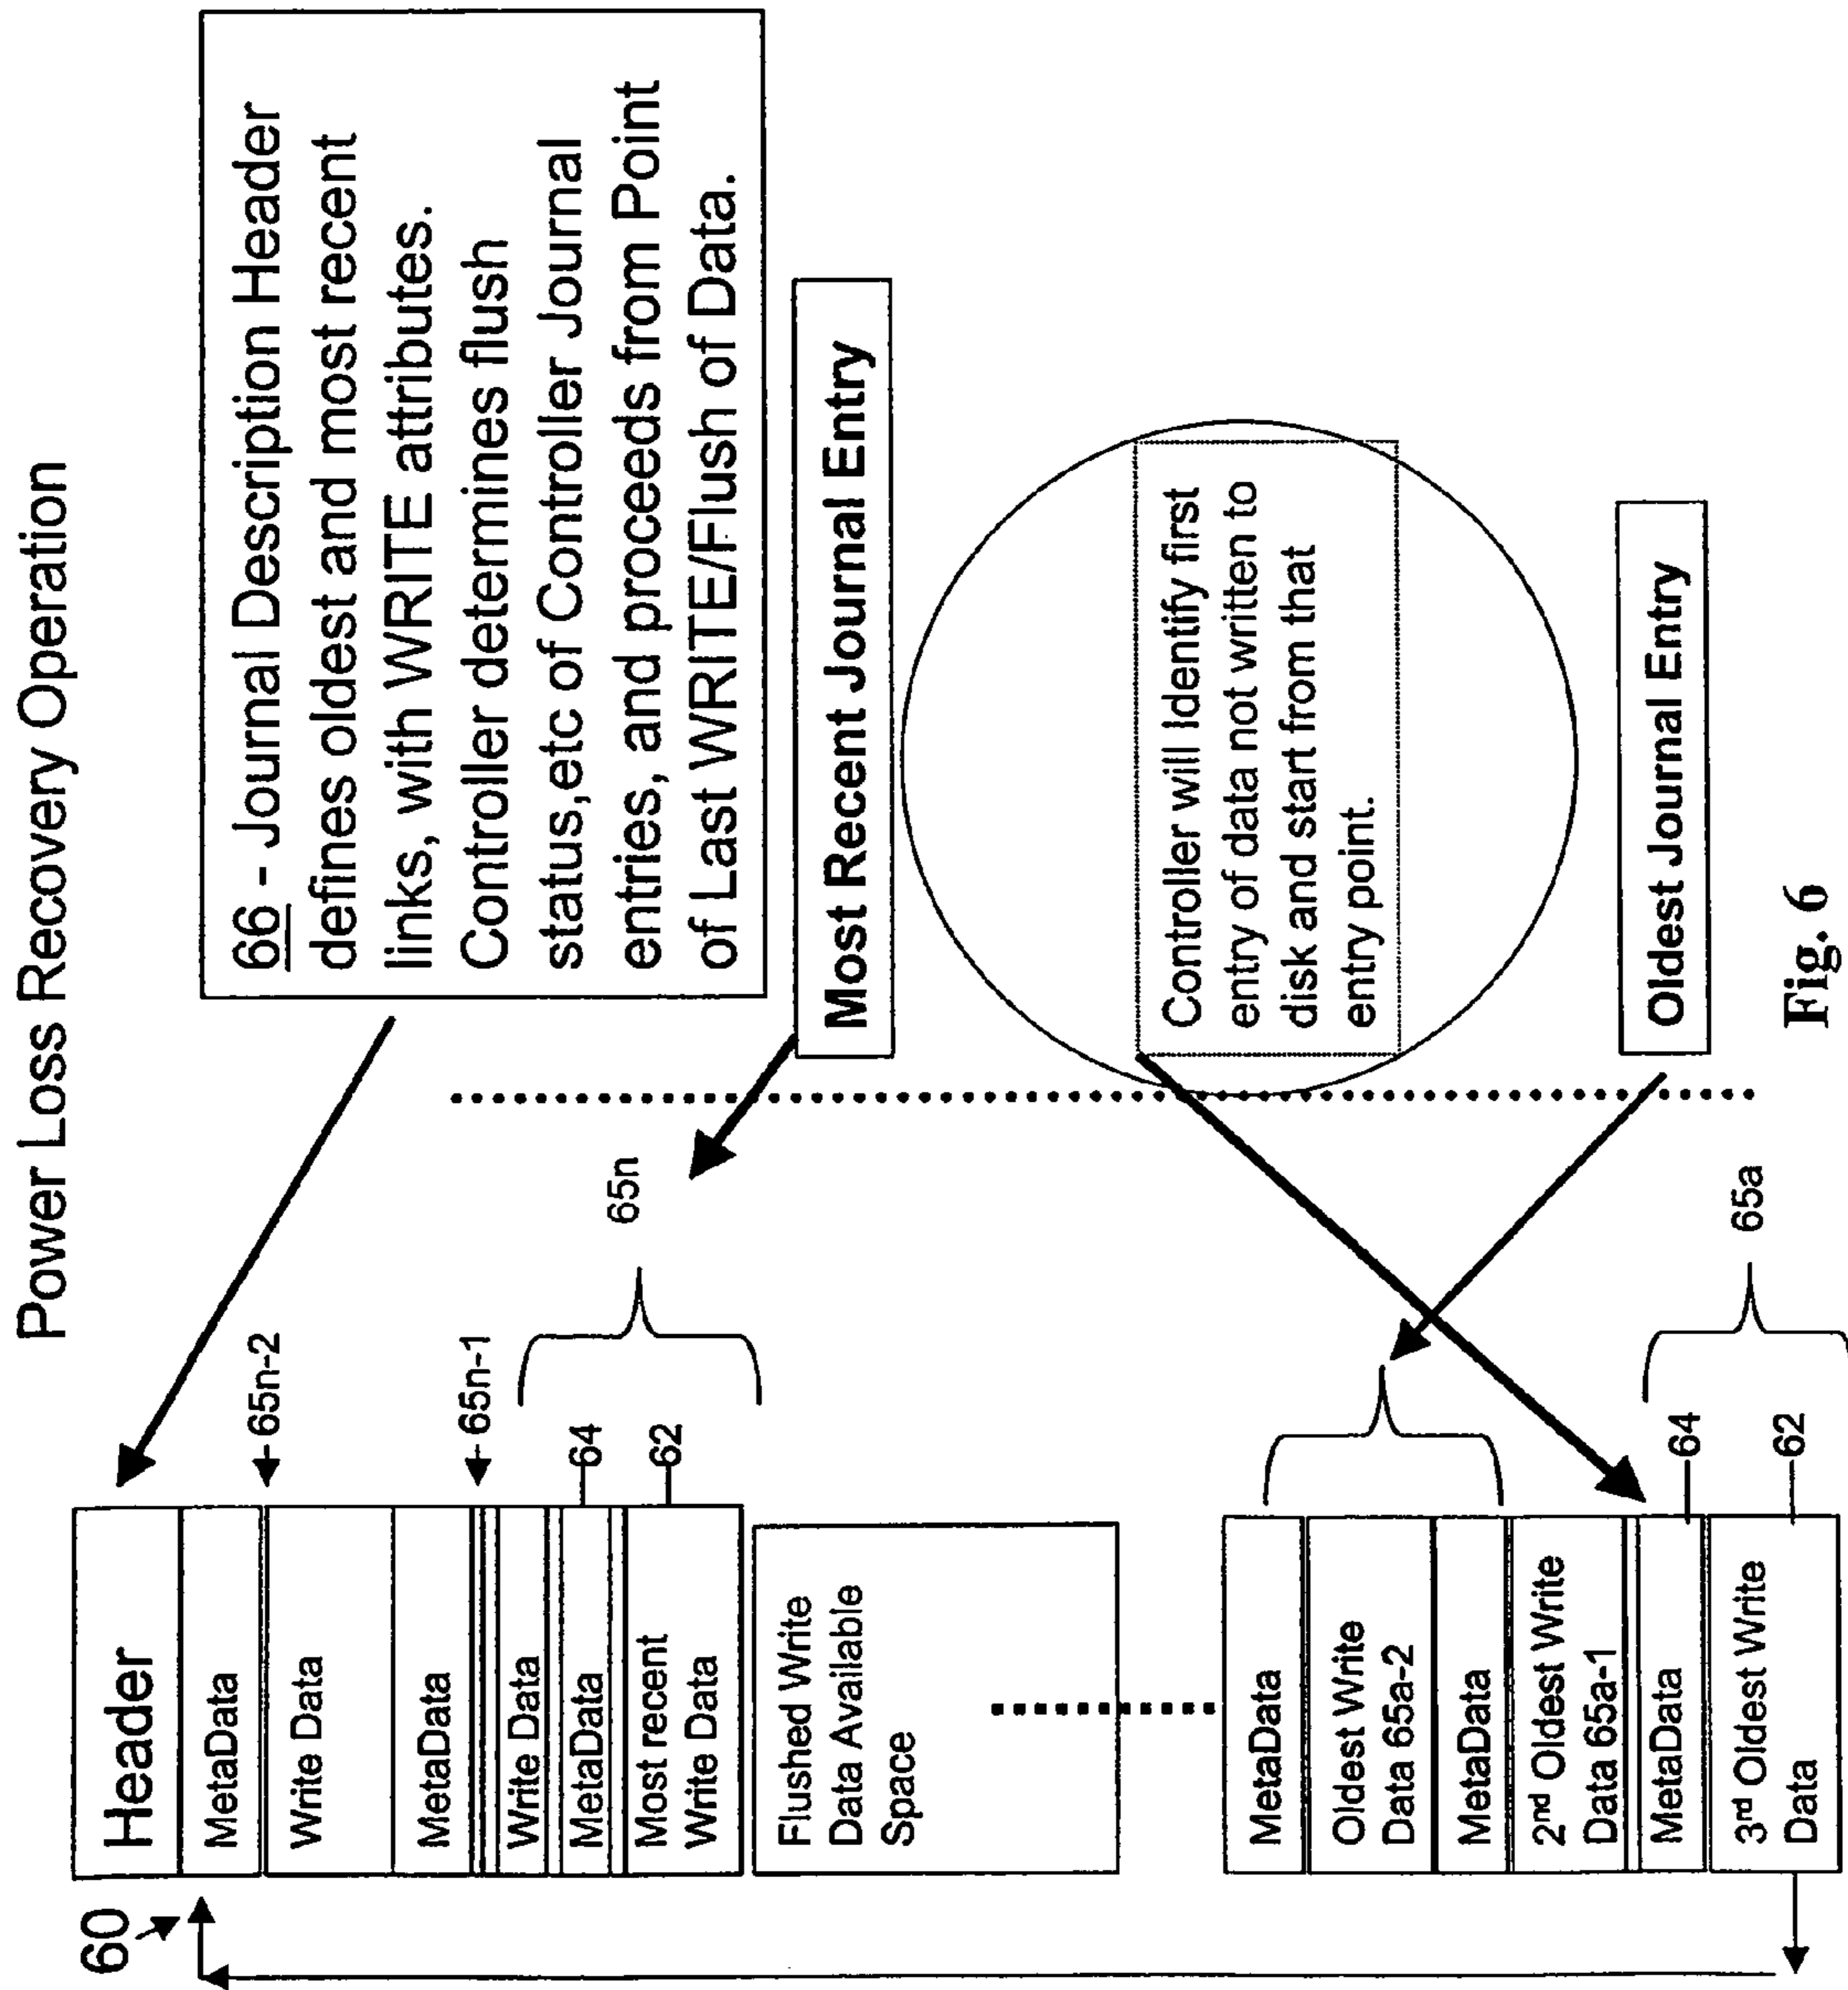 Power Loss Recovery Operation
60
Header
MetaData
65n-2
Write Data
MetaData
65n-1
Write Data
MetaData
64
Most recent
Write Data
62
65n
Flushed Write
Data Available
Space
MetaData
Oldest Write
Data 65a-2
MetaData
2nd Oldest Write
Data 65a-1
MetaData
64
3rd Oldest Write
Data
62
65a
66 - Journal Description Header
defines oldest and most recent
links, with WRITE attributes.
Controller determines flush
status,etc of Controller Journal
entries, and proceeds from Point
of Last WRITE/Flush of Data.
Most Recent Journal Entry
Controller will Identify first
entry of data not written to
disk and start from that
entry point.
Oldest Journal Entry
Fig. 6